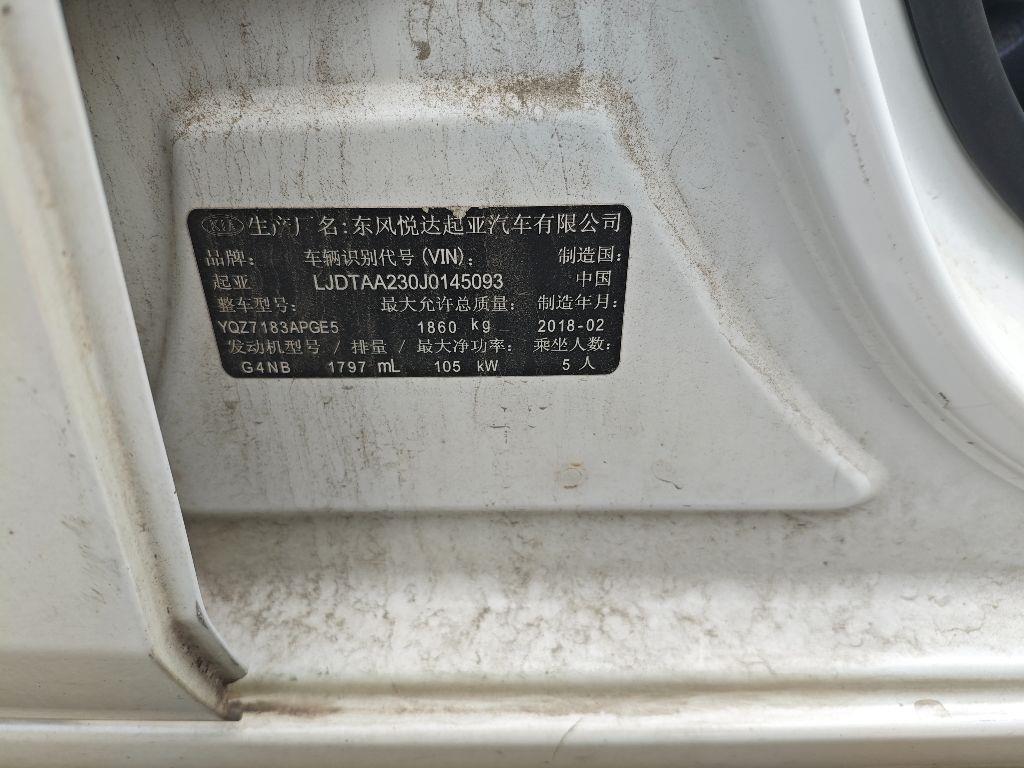 KIA 生产厂名:东风悦达起亚汽车有限公司
品牌: 车辆识别代号(VIN): 制造国:
起亚 LJDTAA230J0145093 中国
整车型号: 最大允许总质量: 制造年月:
YQZ7183APGE5 1860 kg 2018-02
发动机型号 / 排量 / 最大净功率: 乘坐人数:
G4NB 1797 mL 105 kW 5 人